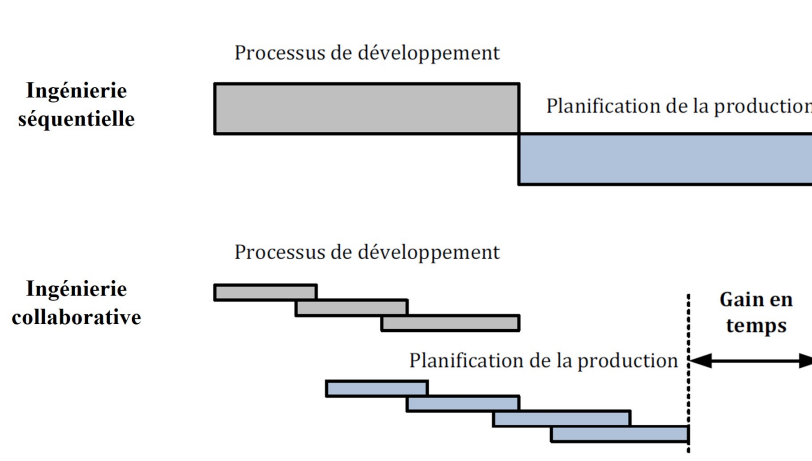 Processus de développement
Ingénierie
séquentielle
Planification de la production
Processus de développement
Ingénierie
collaborative
Gain en
temps
Planification de la production